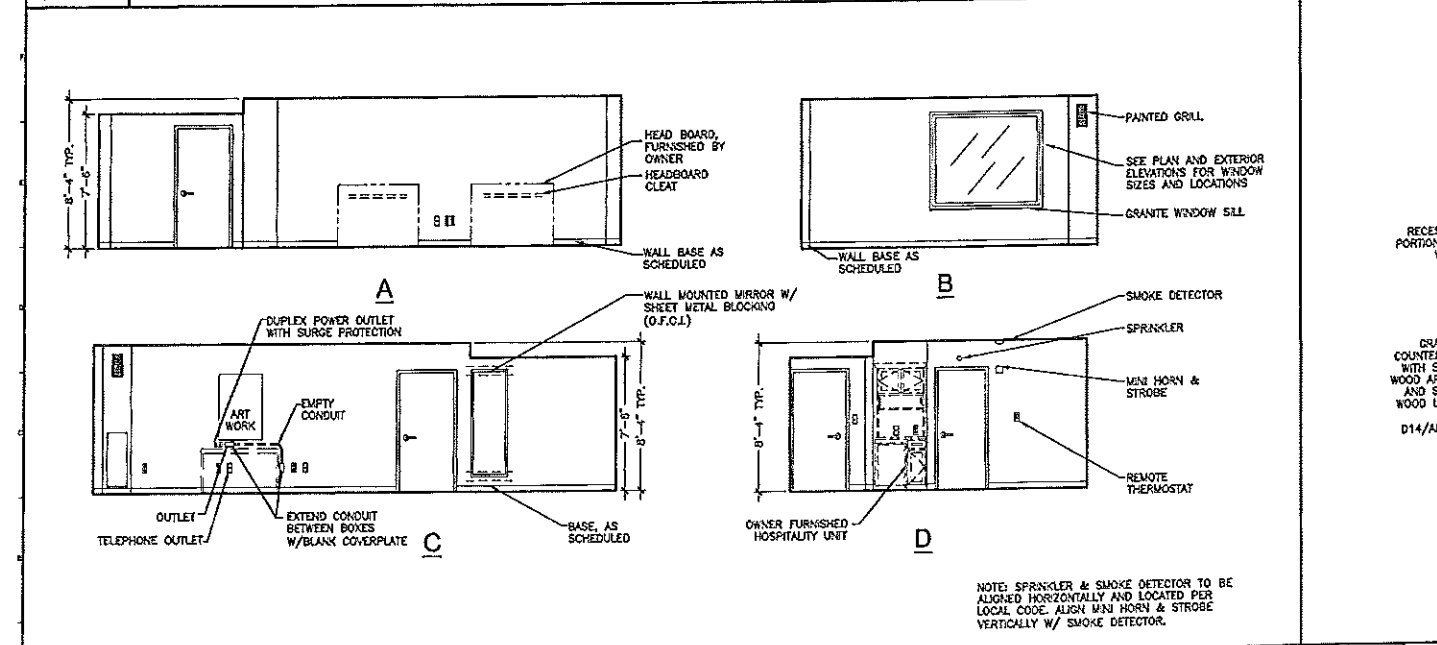 8'-4" TYP.
7'-6"
HEAD BOARD,
FURNISHED BY
OWNER
HEADBOARD
CLEAT
WALL BASE AS
SCHEDULED
A
PAINTED GRILL
SEE PLAN AND EXTERIOR
ELEVATIONS FOR WINDOW
SIZES AND LOCATIONS
GRANITE WINDOW SILL
WALL BASE AS
SCHEDULED
B
DUPLEX POWER OUTLET
WITH SURGE PROTECTION
WALL MOUNTED MIRROR W/
SHEET METAL BLOCKING
(O.F.C.I.)
ART
WORK
EMPTY
CONDUIT
7'-6"
8'-4" TYP.
OUTLET
TELEPHONE OUTLET
EXTEND CONDUIT
BETWEEN BOXES
W/BLANK COVERPLATE
BASE, AS
SCHEDULED
C
SMOKE DETECTOR
SPRINKLER
MINI HORN &
STROBE
8'-4" TYP.
REMOTE
THERMOSTAT
OWNER FURNISHED
HOSPITALITY UNIT
D
NOTE: SPRINKLER & SMOKE DETECTOR TO BE
ALIGNED HORIZONTALLY AND LOCATED PER
LOCAL CODE. ALIGN MINI HORN & STROBE
VERTICALLY W/ SMOKE DETECTOR.
PORTION
WITH S
AND S